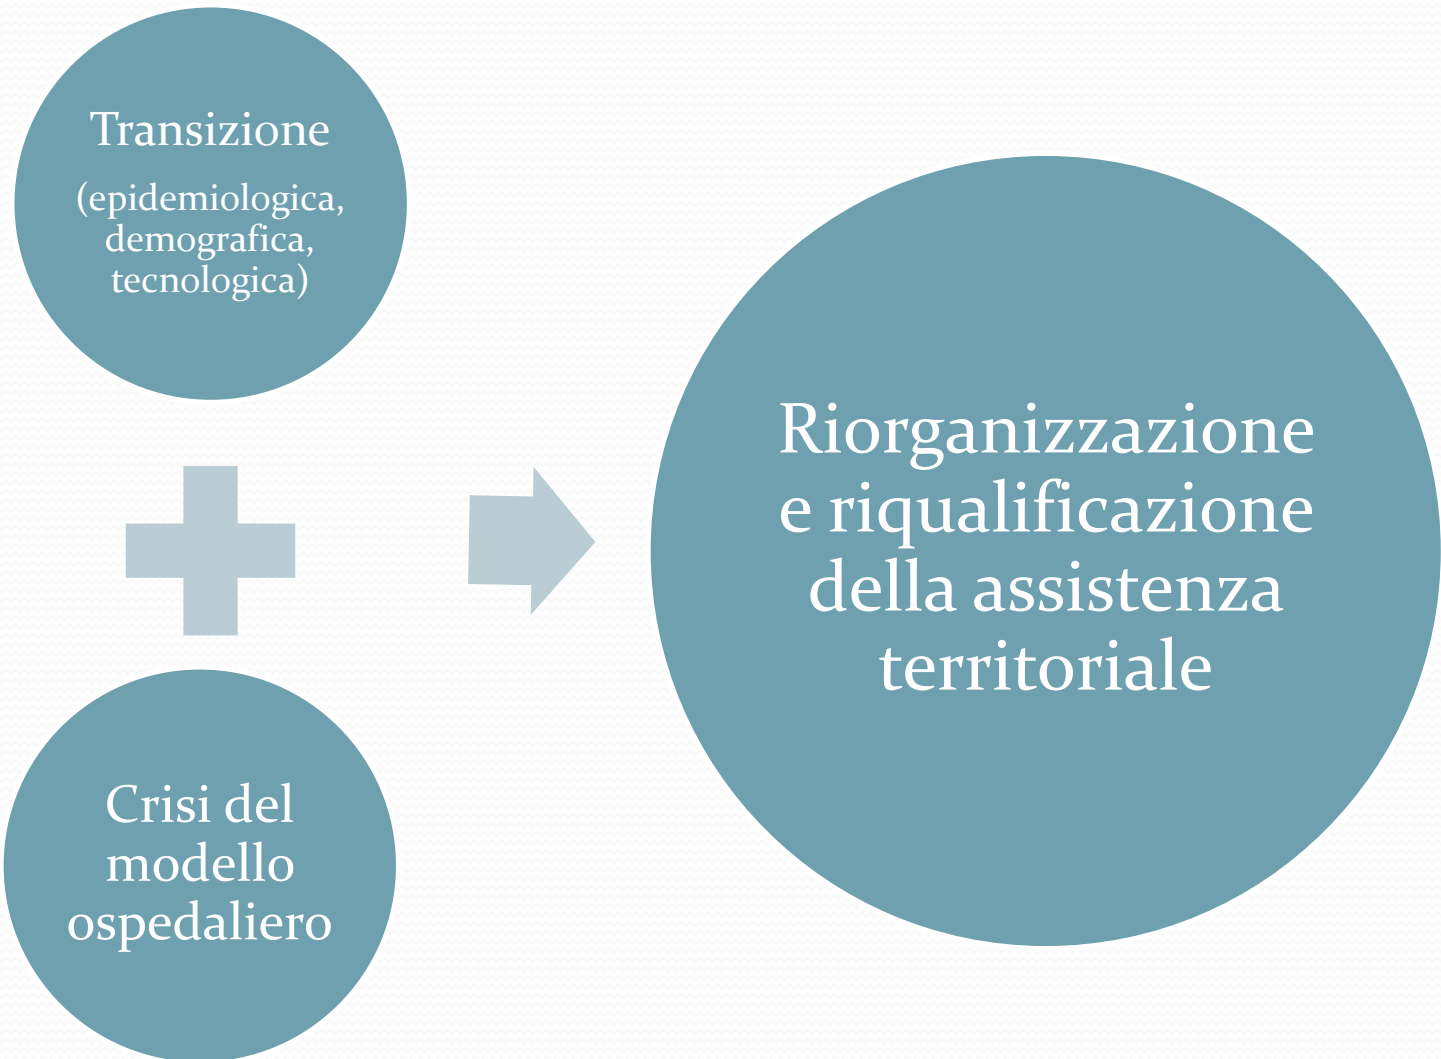 Transizione
(epidemiologica,
demografica,
tecnologica)
Crisi del
modello
ospedaliero
Riorganizzazione
e riqualificazione
della assistenza
territoriale